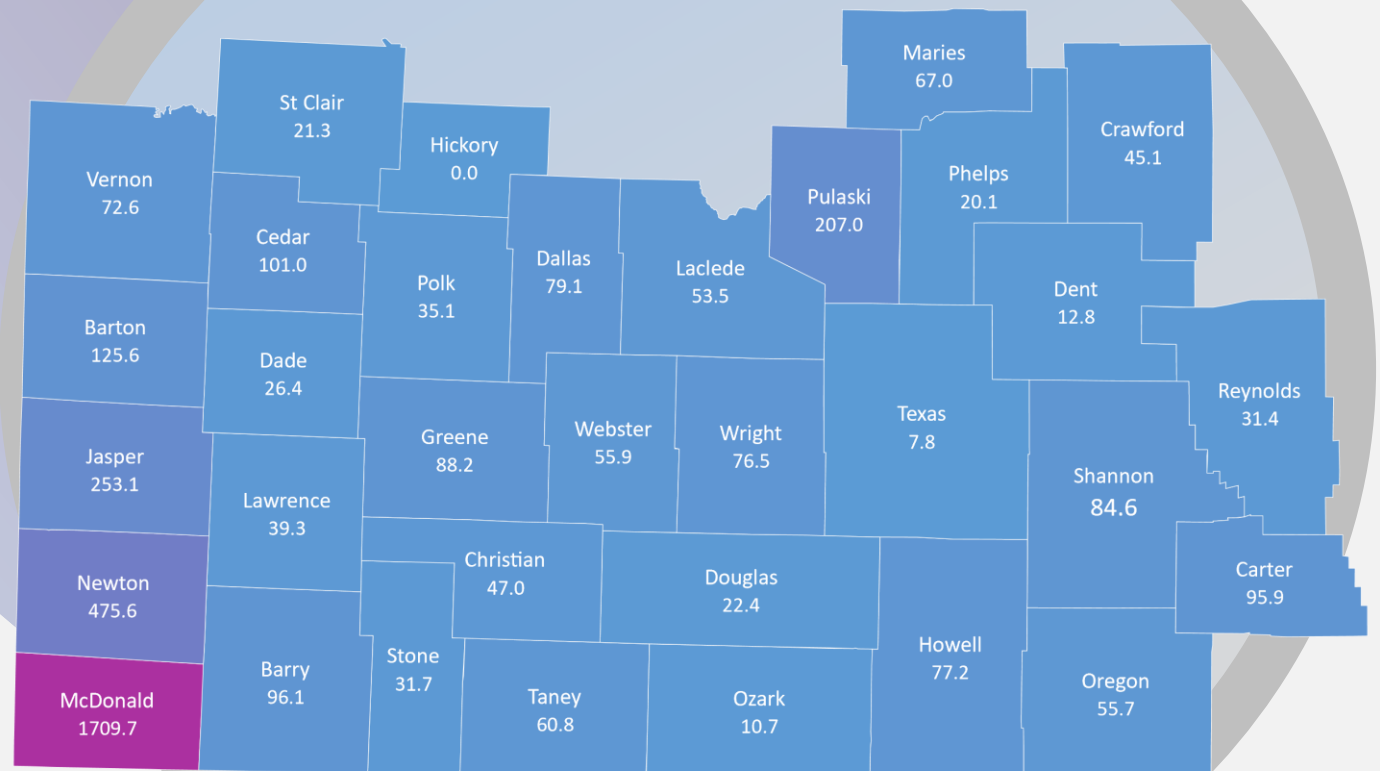 Maries
67.0
St Clair
21.3
Crawford
45.1
Hickory
0.0
Phelps
20.1
Vernon
72.6
Pulaski
207.0
Cedar
101.0
Dallas
79.1
Laclede
53.5
Polk
35.1
Dent
12.8
Barton
125.6
Dade
26.4
Reynolds
31.4
Texas
7.8
Greene
88.2
Webster
55.9
Wright
76.5
Jasper
253.1
Shannon
84.6
Lawrence
39.3
Christian
47.0
Carter
95.9
Newton
475.6
Douglas
22.4
Howell
77.2
Stone
31.7
Barry
96.1
Oregon
55.7
McDonald
1709.7
Taney
60.8
Ozark
10.7